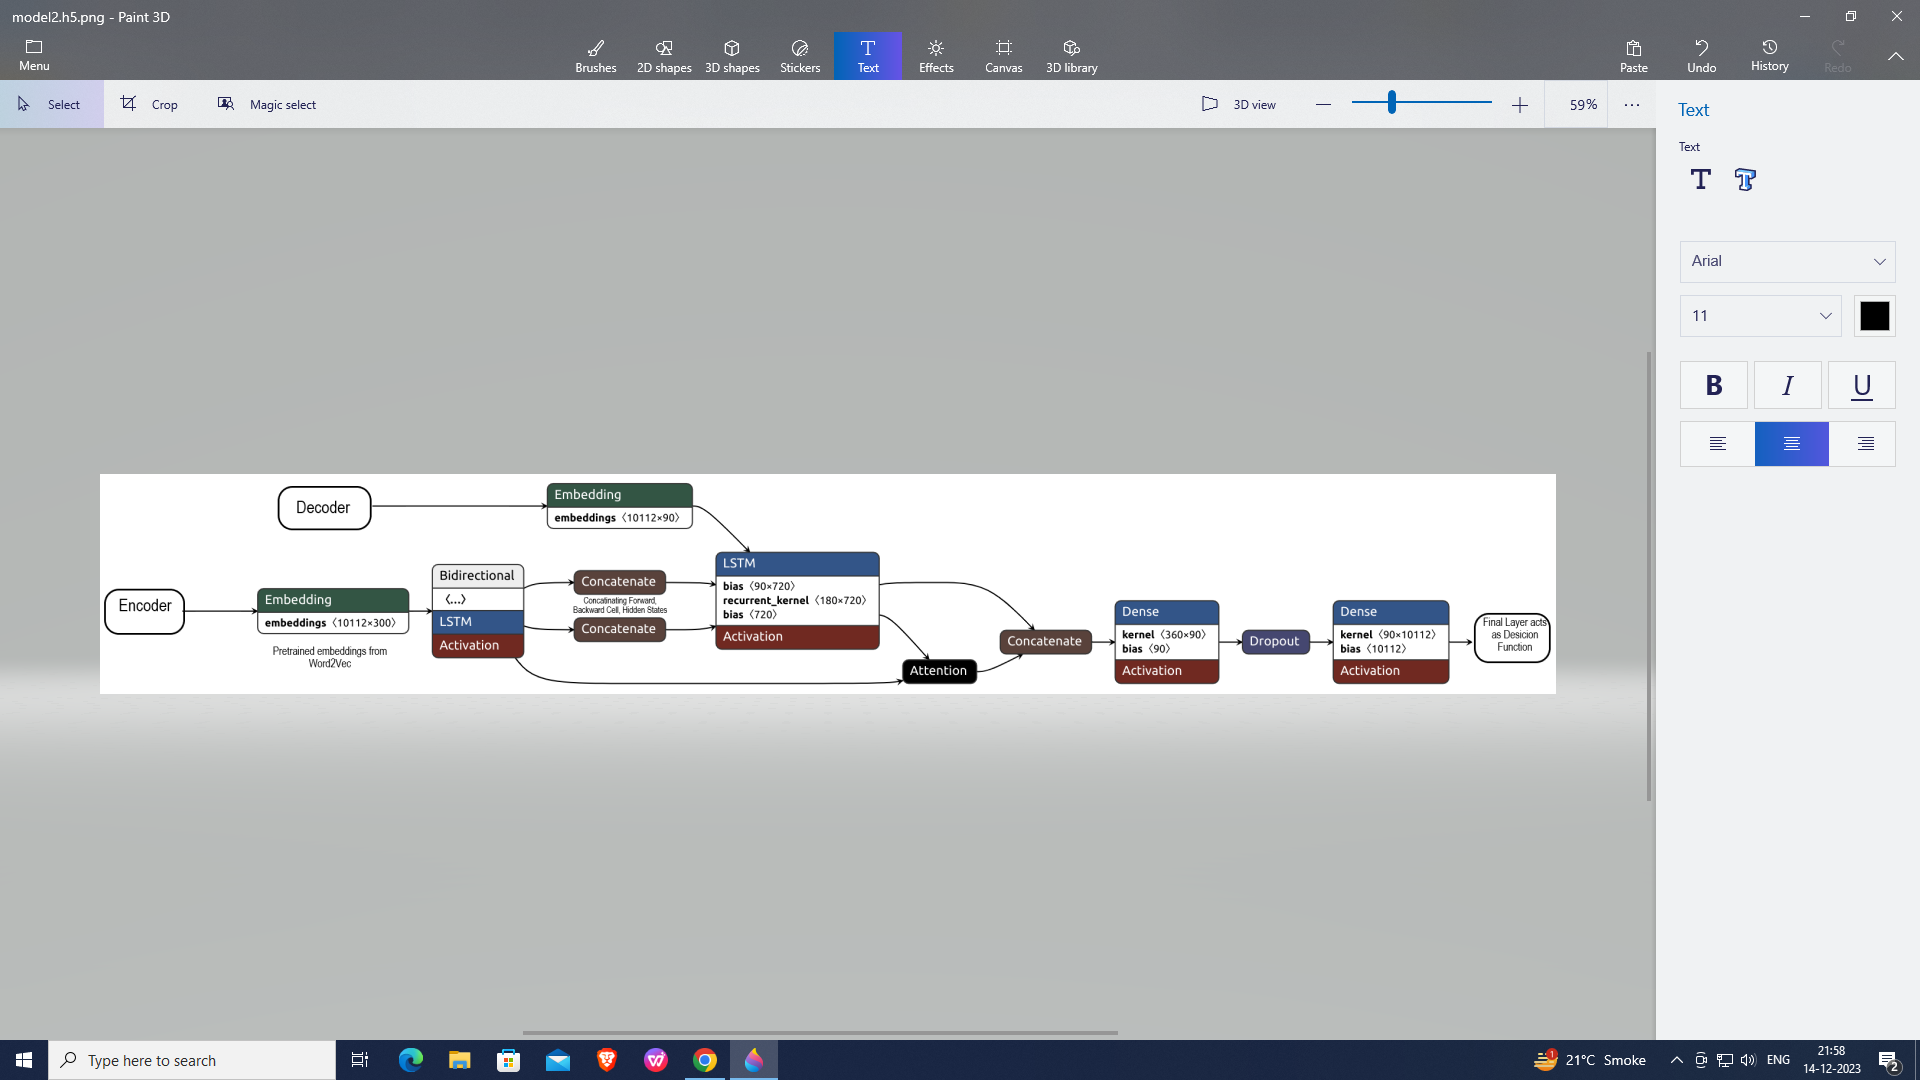 model2.h5.png - Paint 3D
Menu
Brushes
2D shapes
3D shapes
Stickers
Text
Effects
Canvas
3D library
Paste
Undo
History
Redo
Select
Crop
Magic select
3D view
59%
Text
Text
Arial
11
B
I
U
Decoder
Embedding
embeddings〈10112×90〉
Encoder
Embedding
embeddings〈10112×300〉
Pretrained embeddings from
Word2Vec
Bidirectional
〈...〉
LSTM
Activation
Concatenate
Concatinating Forward,
Backward Cell, Hidden States
Concatenate
LSTM
bias〈90×720〉
recurrent_kernel〈180×720〉
bias〈720〉
Activation
Attention
Concatenate
Dense
kernel〈360×90〉
bias〈90〉
Activation
Dropout
Dense
kernel〈90×10112〉
bias〈10112〉
Activation
Final Layer acts
as Desicion
Function
Type here to search
1
21°C Smoke
ENG
21:58
14-12-2023
2